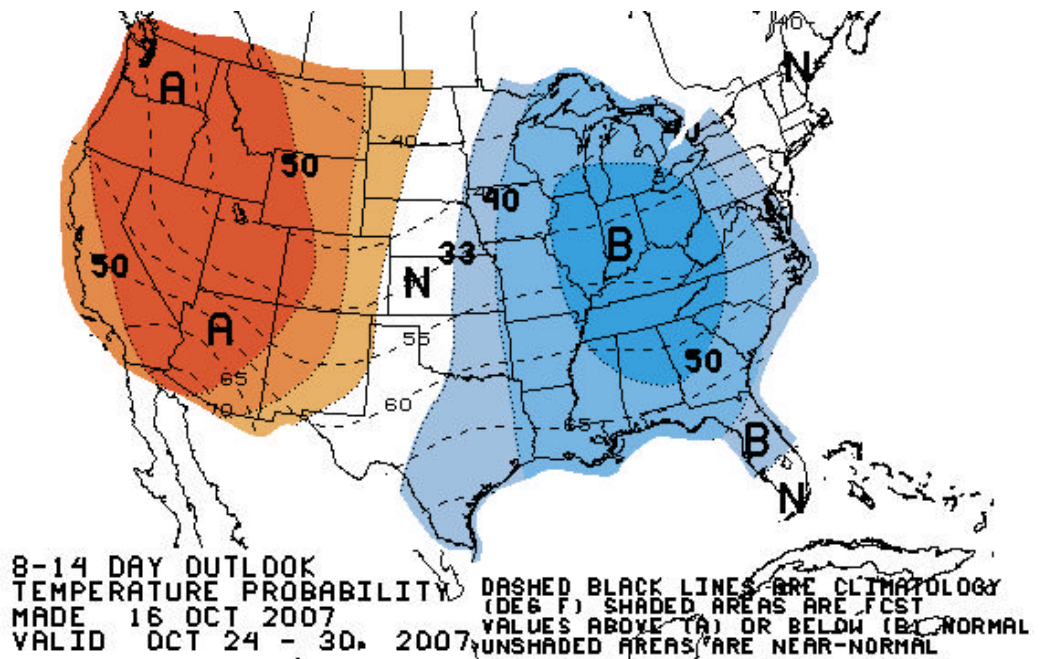 40
N
A
40
50
40
B
33
50
N
A
55
65
60
50
70
65
B
N
8-14 DAY OUTLOOK
TEMPERATURE PROBABILITY
MADE 16 OCT 2007
VALID OCT 24 - 30, 2007
DASHED BLACK LINES ARE CLIMATOLOGY
(DEG F) SHADED AREAS ARE FCST
VALUES ABOVE (A) OR BELOW (B) NORMAL
UNSHADED AREAS ARE NEAR-NORMAL